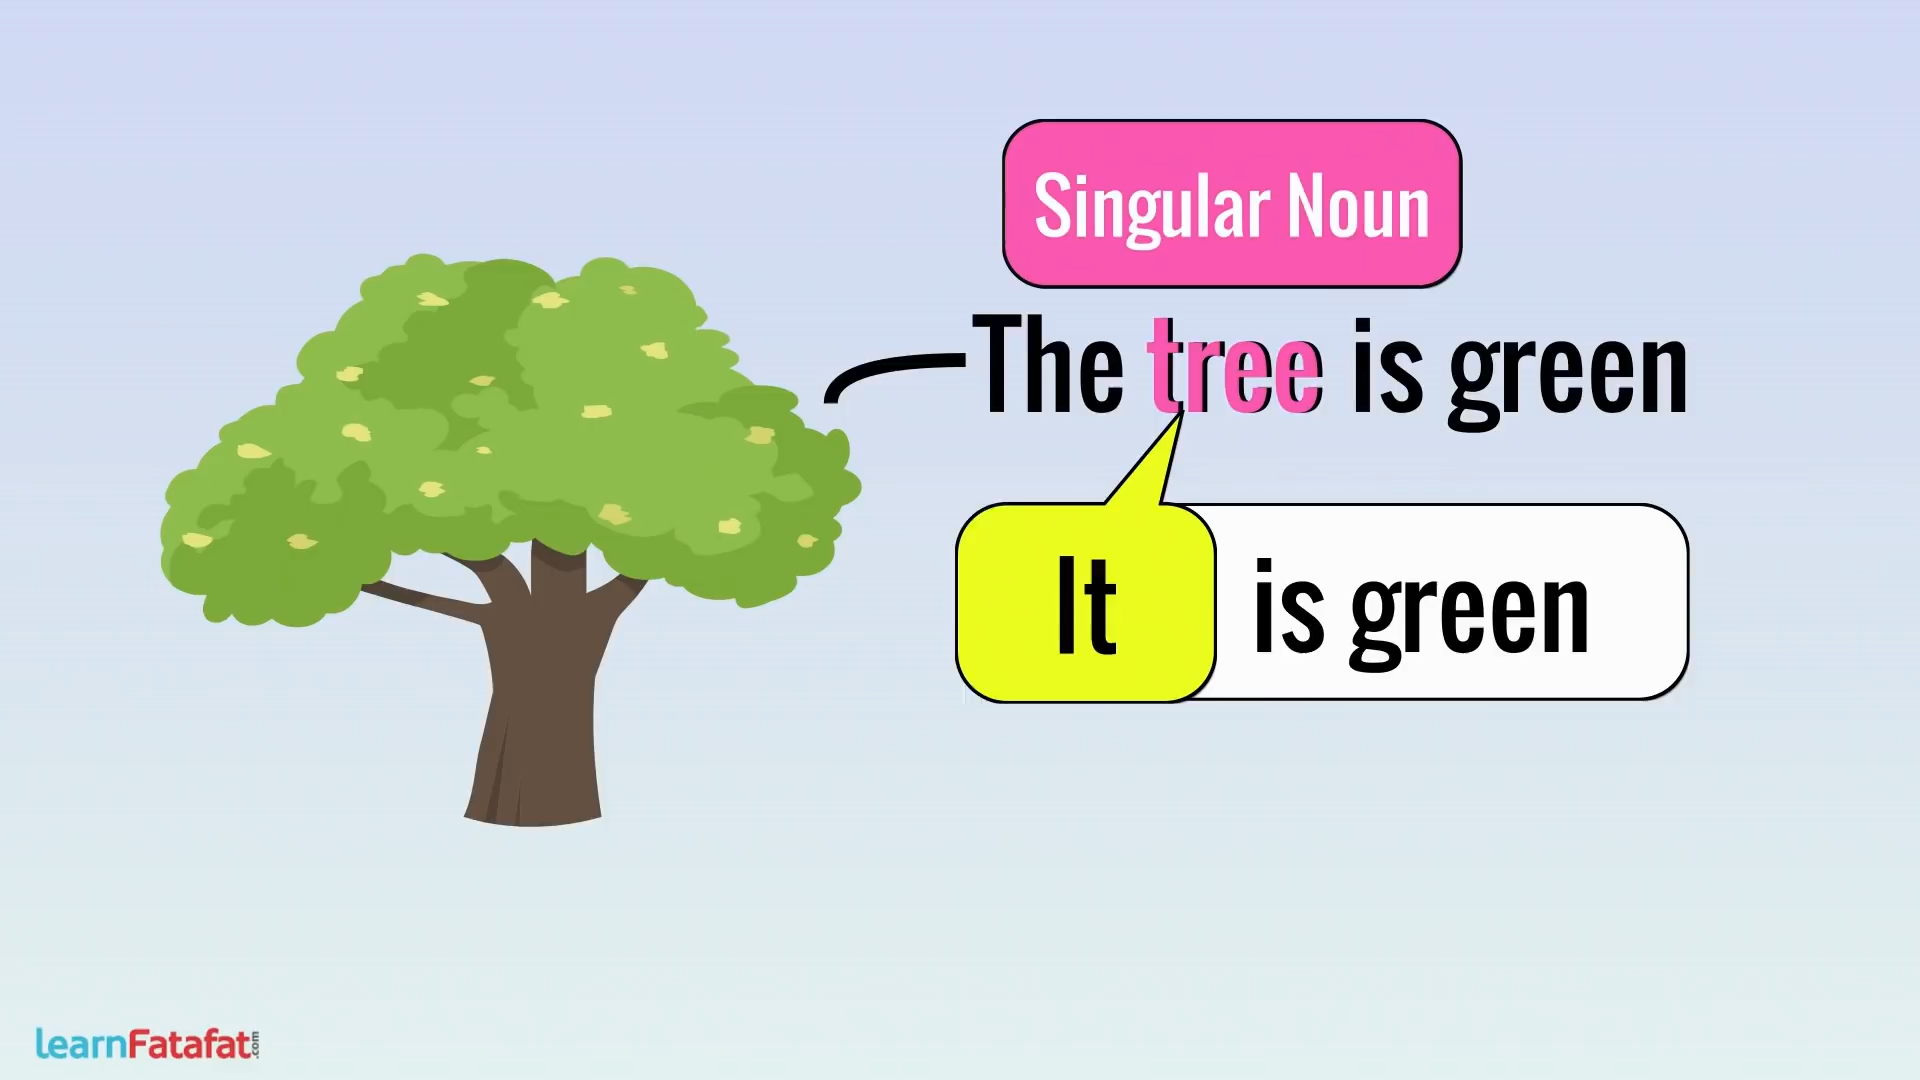 Singular Noun
The tree is green
It is green
learnFatafat.com